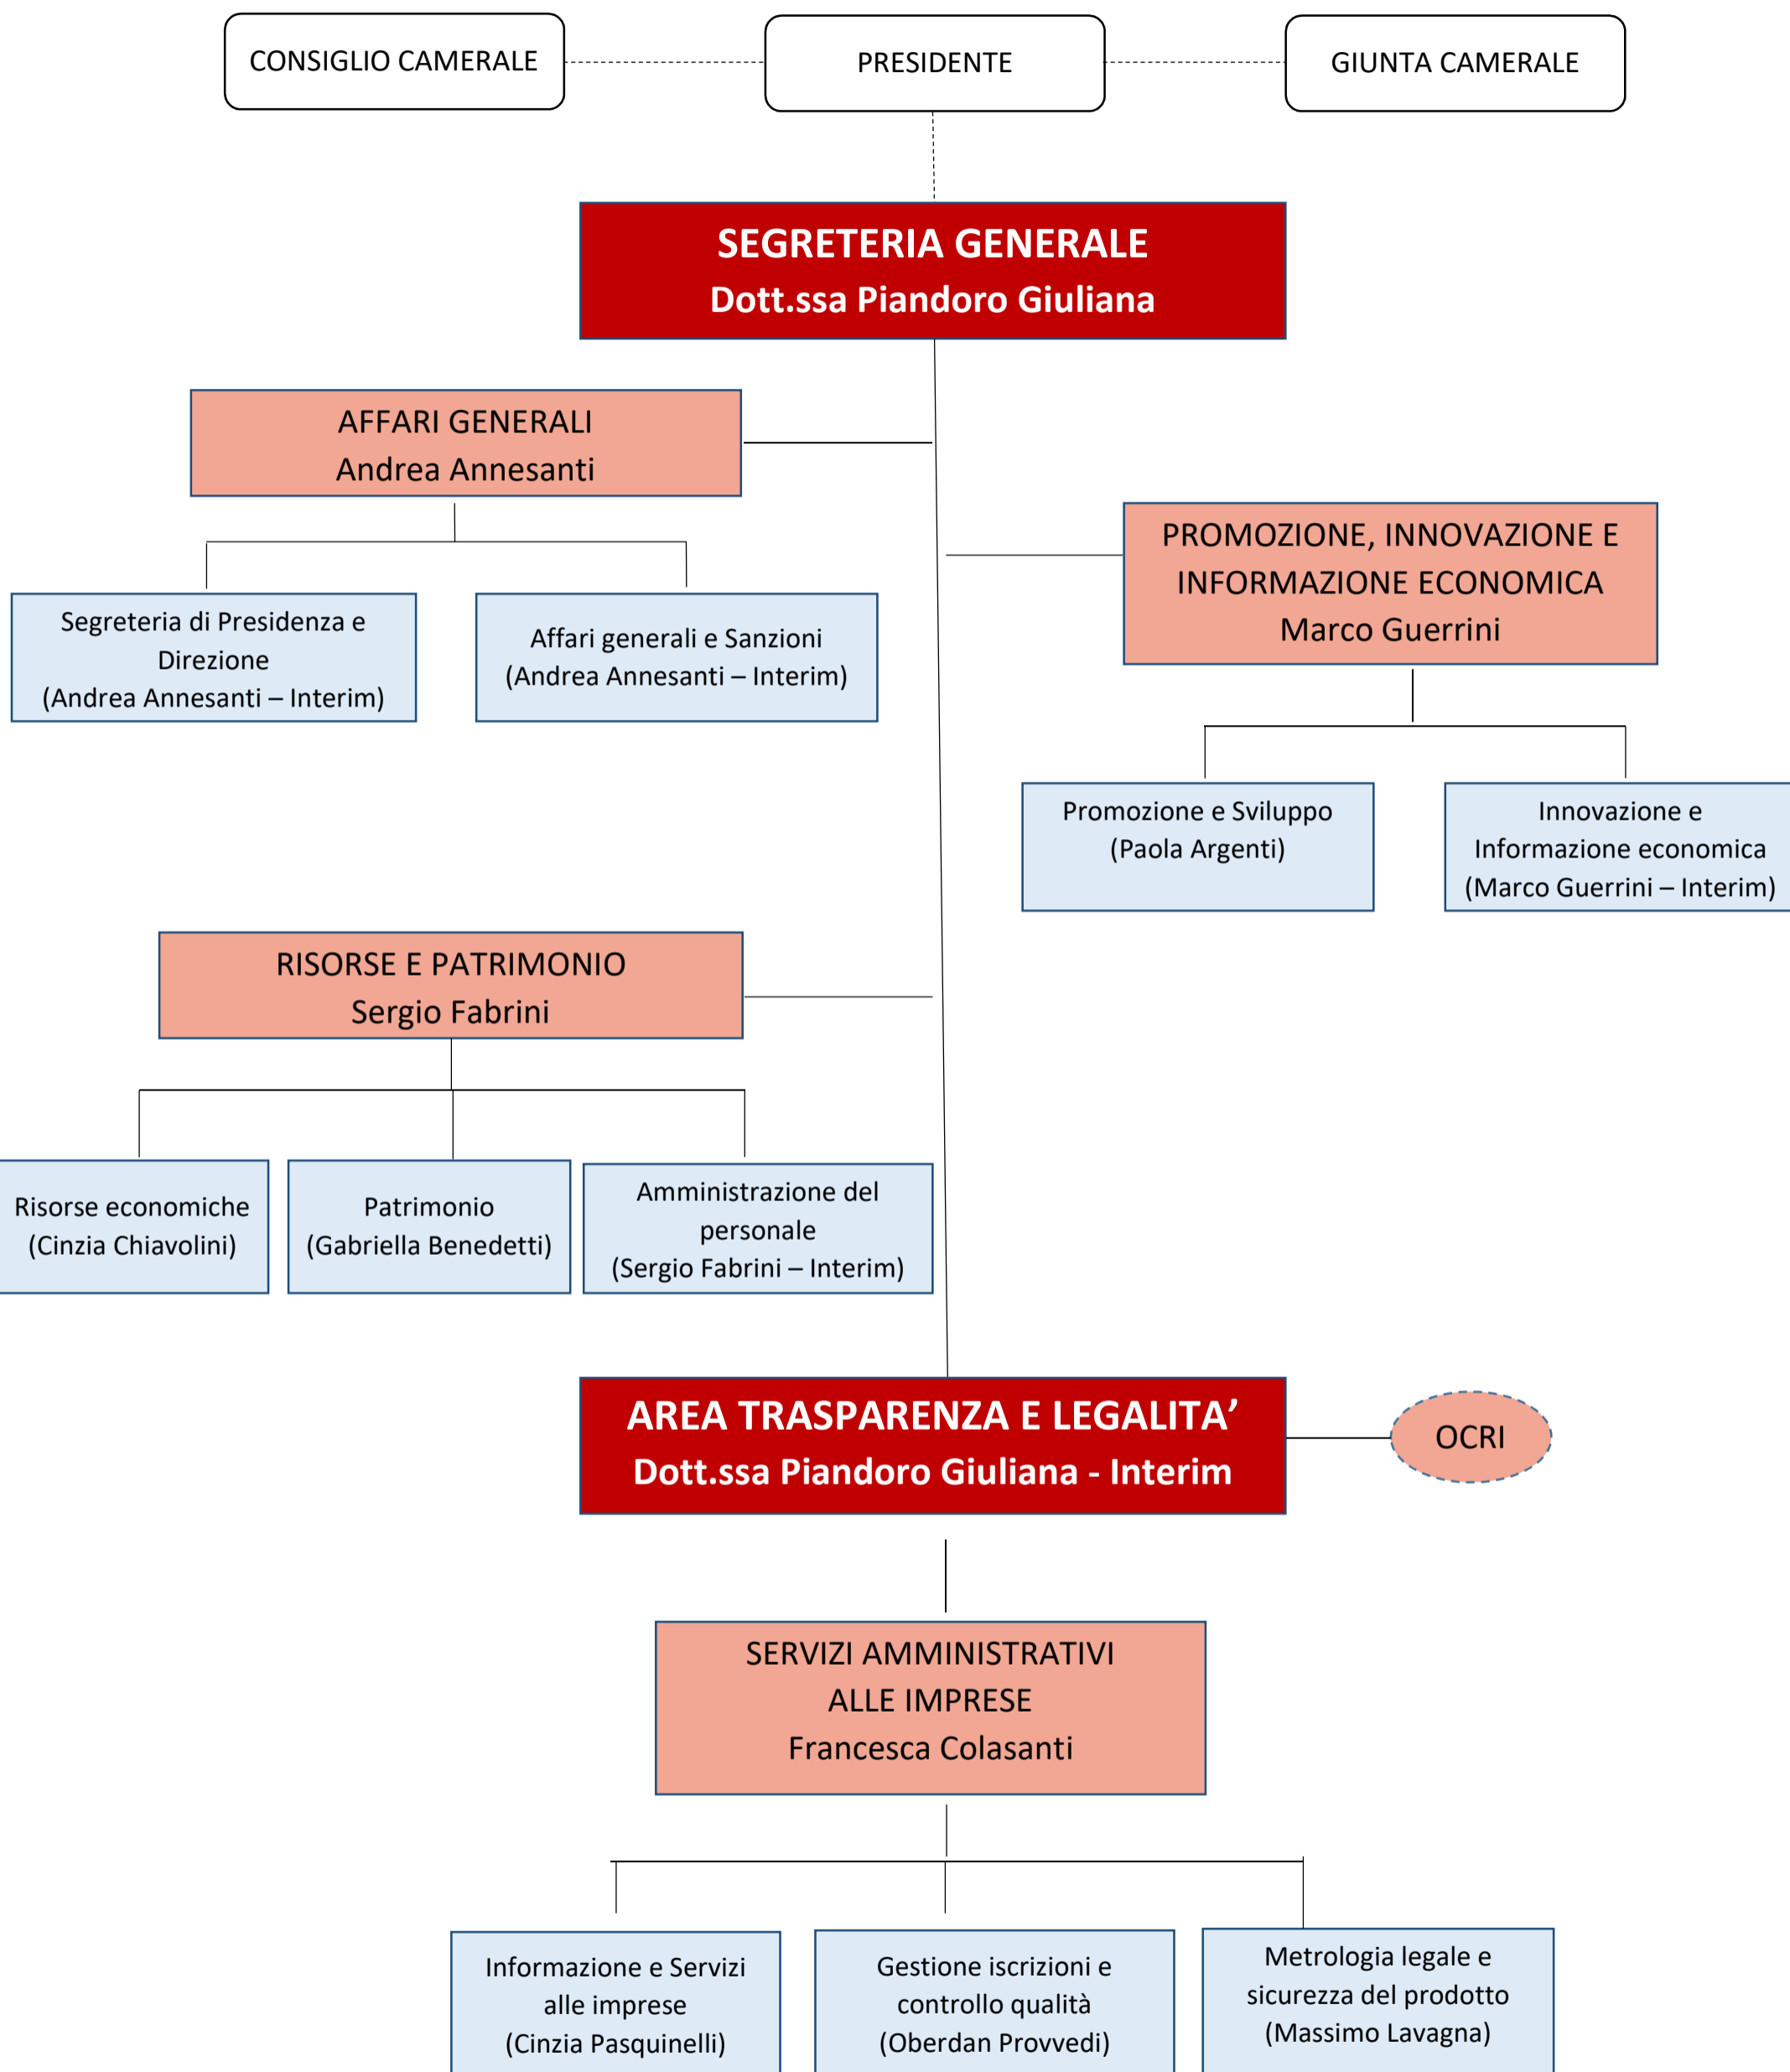 CONSIGLIO CAMERALE
PRESIDENTE
GIUNTA CAMERALE
SEGRETERIA GENERALE
Dott.ssa Piandoro Giuliana
AFFARI GENERALI
Andrea Annesanti
PROMOZIONE, INNOVAZIONE E
INFORMAZIONE ECONOMICA
Marco Guerrini
Segreteria di Presidenza e
Direzione
(Andrea Annesanti – Interim)
Affari generali e Sanzioni
(Andrea Annesanti – Interim)
Promozione e Sviluppo
(Paola Argenti)
Innovazione e
Informazione economica
(Marco Guerrini – Interim)
RISORSE E PATRIMONIO
Sergio Fabrini
Risorse economiche
(Cinzia Chiavolini)
Patrimonio
(Gabriella Benedetti)
Amministrazione del
personale
(Sergio Fabrini – Interim)
AREA TRASPARENZA E LEGALITA’
Dott.ssa Piandoro Giuliana - Interim
OCRI
SERVIZI AMMINISTRATIVI
ALLE IMPRESE
Francesca Colasanti
Informazione e Servizi
alle imprese
(Cinzia Pasquinelli)
Gestione iscrizioni e
controllo qualità
(Oberdan Provvedi)
Metrologia legale e
sicurezza del prodotto
(Massimo Lavagna)